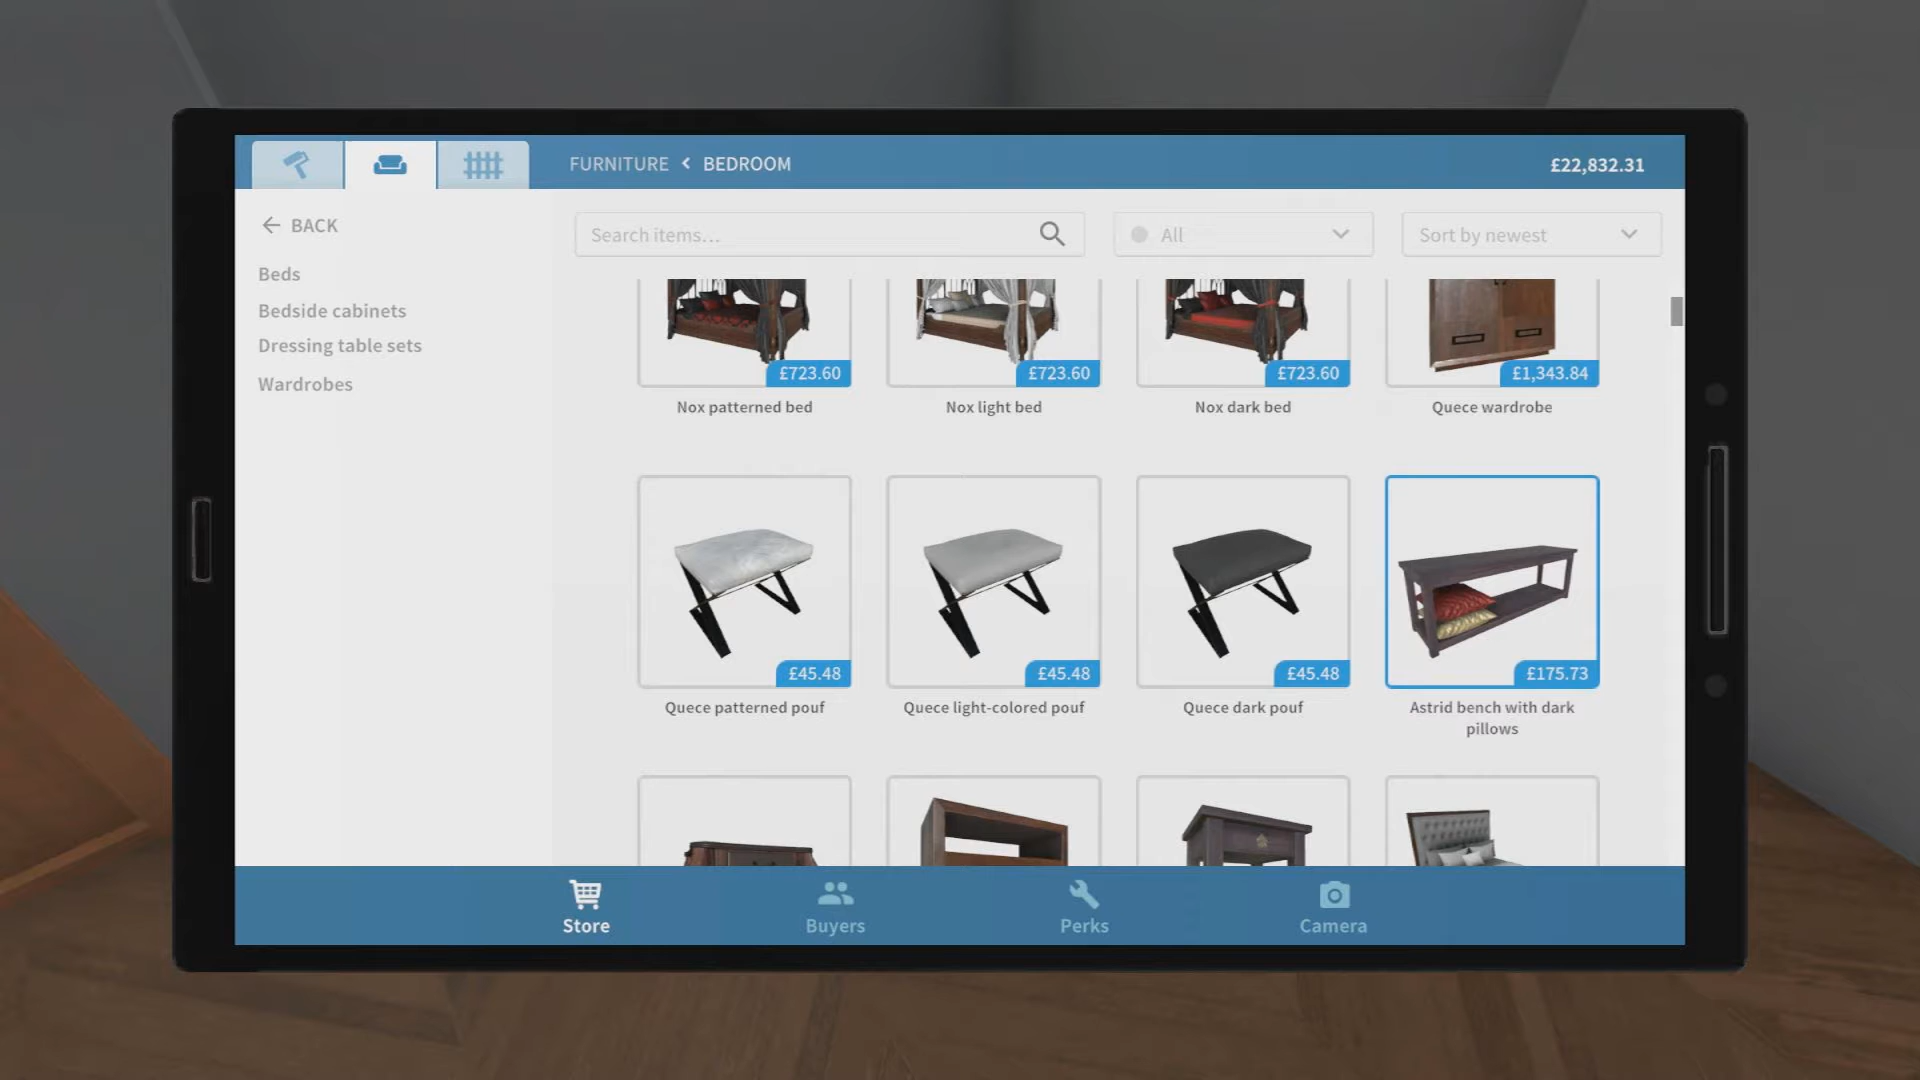 FURNITURE < BEDROOM
£22,832.31
BACK
Search items...
All
Sort by newest
Beds
Bedside cabinets
Dressing table sets
Wardrobes
£723.60
£723.60
£723.60
£1,343.84
Nox patterned bed
Nox light bed
Nox dark bed
Quece wardrobe
£45.48
£45.48
£45.48
£175.73
Quece patterned pouf
Quece light-colored pouf
Quece dark pouf
Astrid bench with dark
pillows
Store
Buyers
Perks
Camera